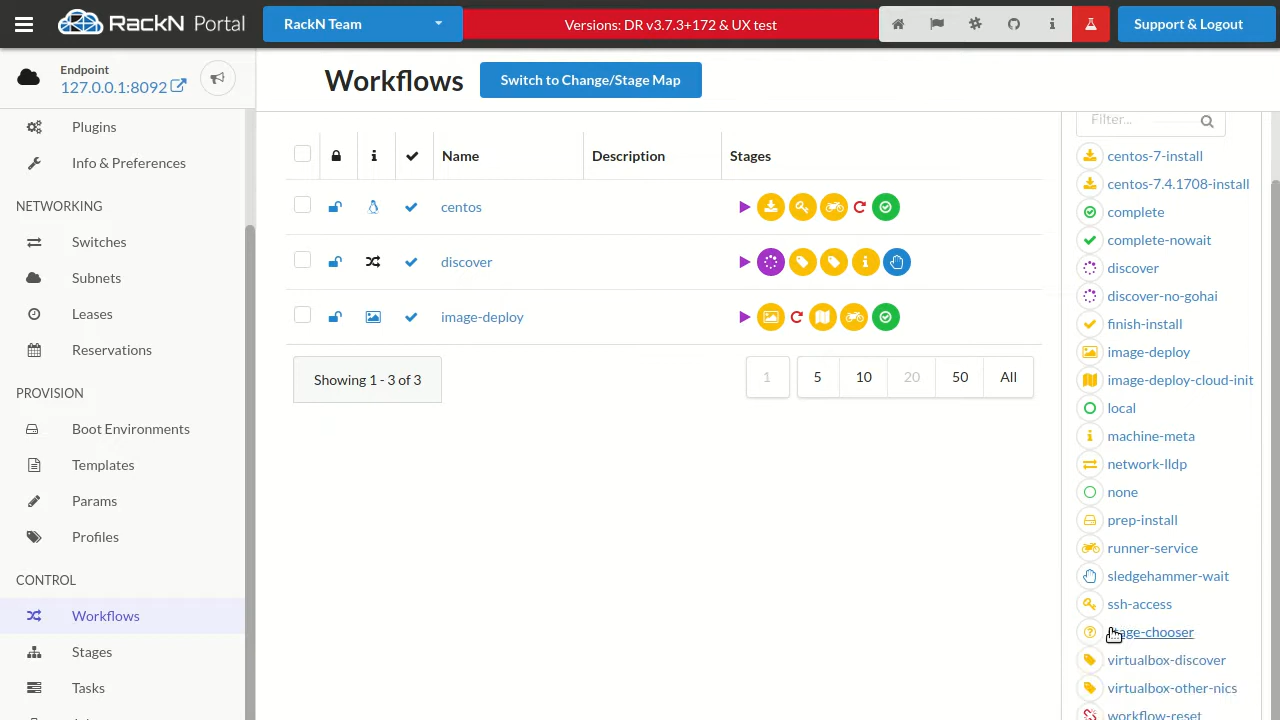 RackN Portal
RackN Team
Versions: DR v3.7.3+172 & UX test
Support & Logout
Endpoint
127.0.0.1:8092
Workflows
Switch to Change/Stage Map
Plugins
Info & Preferences
NETWORKING
Switches
Subnets
Leases
Reservations
PROVISION
Boot Environments
Templates
Params
Profiles
CONTROL
Workflows
Stages
Tasks
Name
Description
Stages
centos
discover
image-deploy
Showing 1 - 3 of 3
1
5
10
20
50
All
Filter...
centos-7-install
centos-7.4.1708-install
complete
complete-nowait
discover
discover-no-gohai
finish-install
image-deploy
image-deploy-cloud-init
local
machine-meta
network-lldp
none
prep-install
runner-service
sledgehammer-wait
ssh-access
stage-chooser
virtualbox-discover
virtualbox-other-nics
workflow-reset